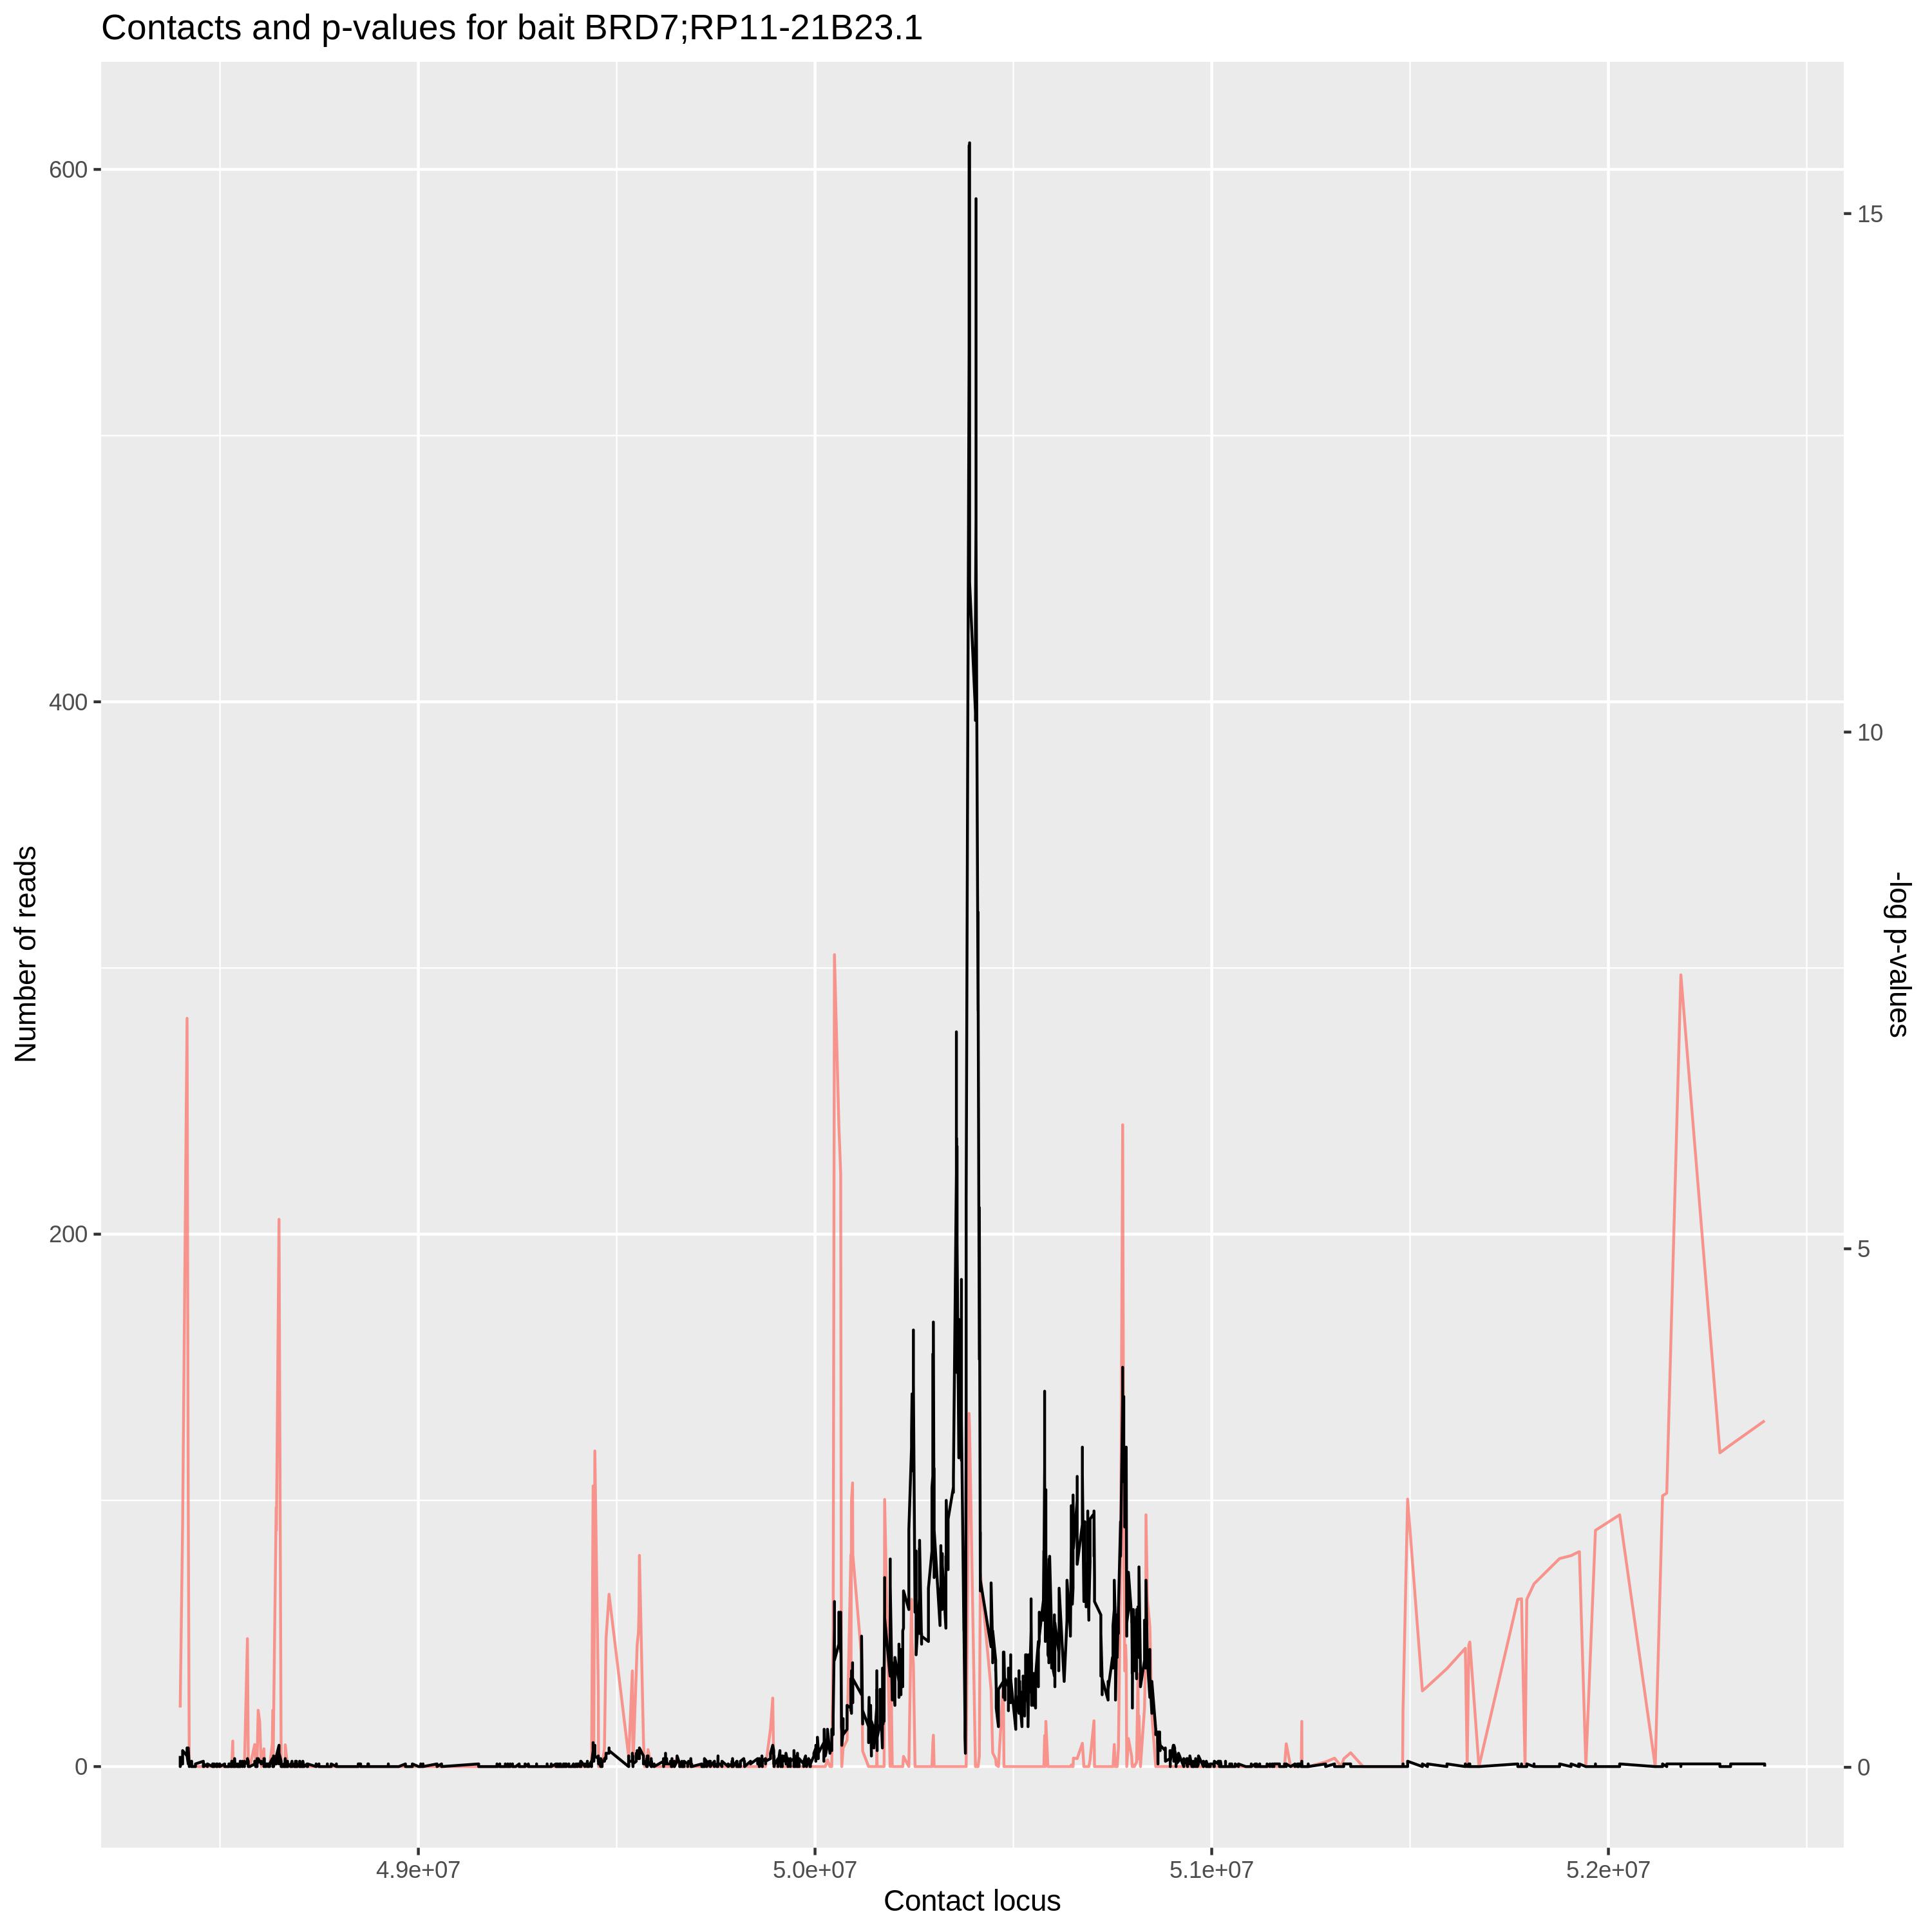 Contacts and p-values for bait BRD7;RP11-21B23.1
600
400
200
0
Number of reads
15
10
5
0
-log p-values
4.9e+07
5.0e+07
5.1e+07
5.2e+07
Contact locus